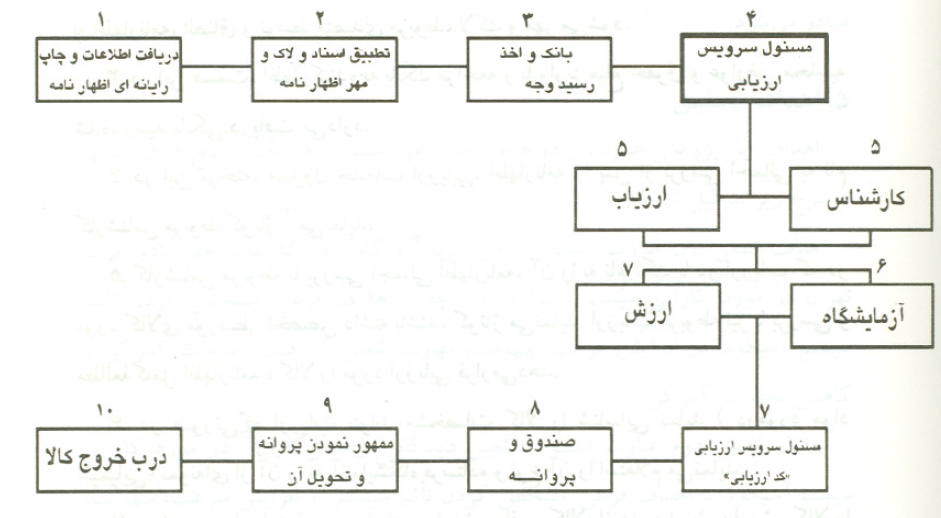 ۱
دریافت اطلاعات و چاپ
رایانه ای اظهار نامه
۲
تطبیق اسناد و لاک و
مهر اظهار نامه
۳
بانک و اخذ
رسید وجه
۴
مسئول سرویس
ارزیابی
۵
کارشناس
۵
ارزیاب
۶
آزمایشگاه
۷
ارزش
۷
مسئول سرویس ارزیابی
«کد ارزیابی»
۸
صندوق و
پروانـــه
۹
ممهور نمودن پروانه
و تحویل آن
۱۰
درب خروج کالا